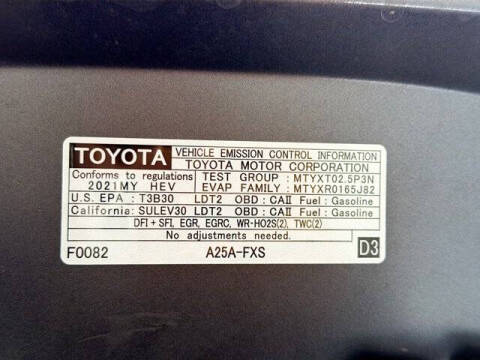 TOYOTA VEHICLE EMISSION CONTROL INFORMATION
TOYOTA MOTOR CORPORATION
Conforms to regulations TEST GROUP : MTYXT02.5P3N
2021MY HEV EVAP FAMILY : MTYXR0165J82
U.S. EPA : T3B30 LDT2 OBD : CAII Fuel : Gasoline
California: SULEV30 LDT2 OBD : CAII Fuel : Gasoline
DFI + SFI, EGR, EGRC, WR-HO2S(2), TWC(2)
No adjustments needed.
F0082 A25A-FXS D3